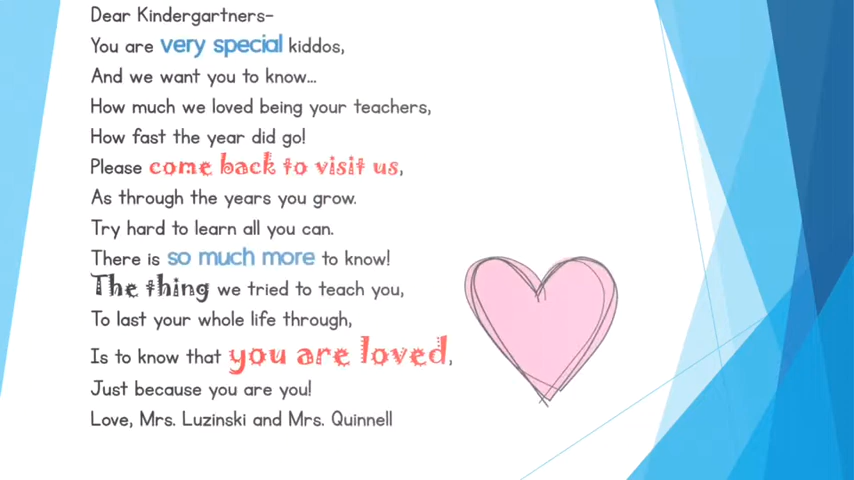 Dear Kindergartners-
You are very special kiddos,
And we want you to know...
How much we loved being your teachers,
How fast the year did go!
Please come back to visit us,
As through the years you grow.
Try hard to learn all you can.
There is so much more to know!
The thing we tried to teach you,
To last your whole life through,
Is to know that you are loved,
Just because you are you!
Love, Mrs. Luzinski and Mrs. Quinnell